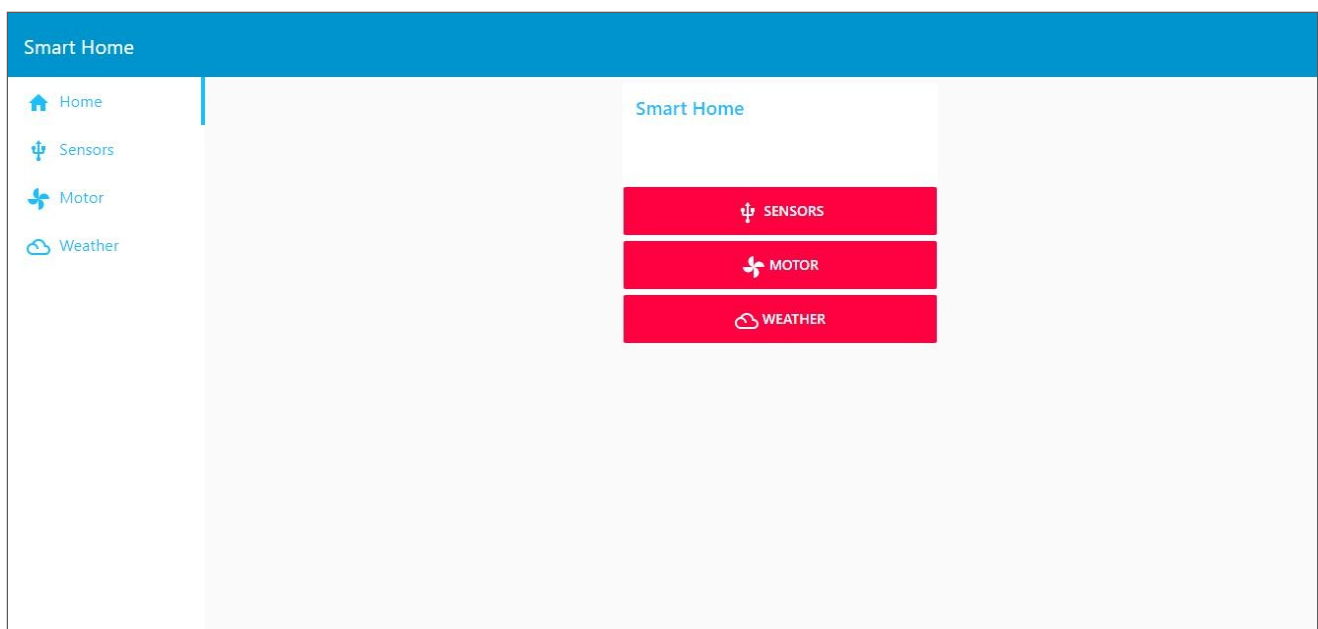 Smart Home
Home
Sensors
Motor
Weather
Smart Home
SENSORS
MOTOR
WEATHER